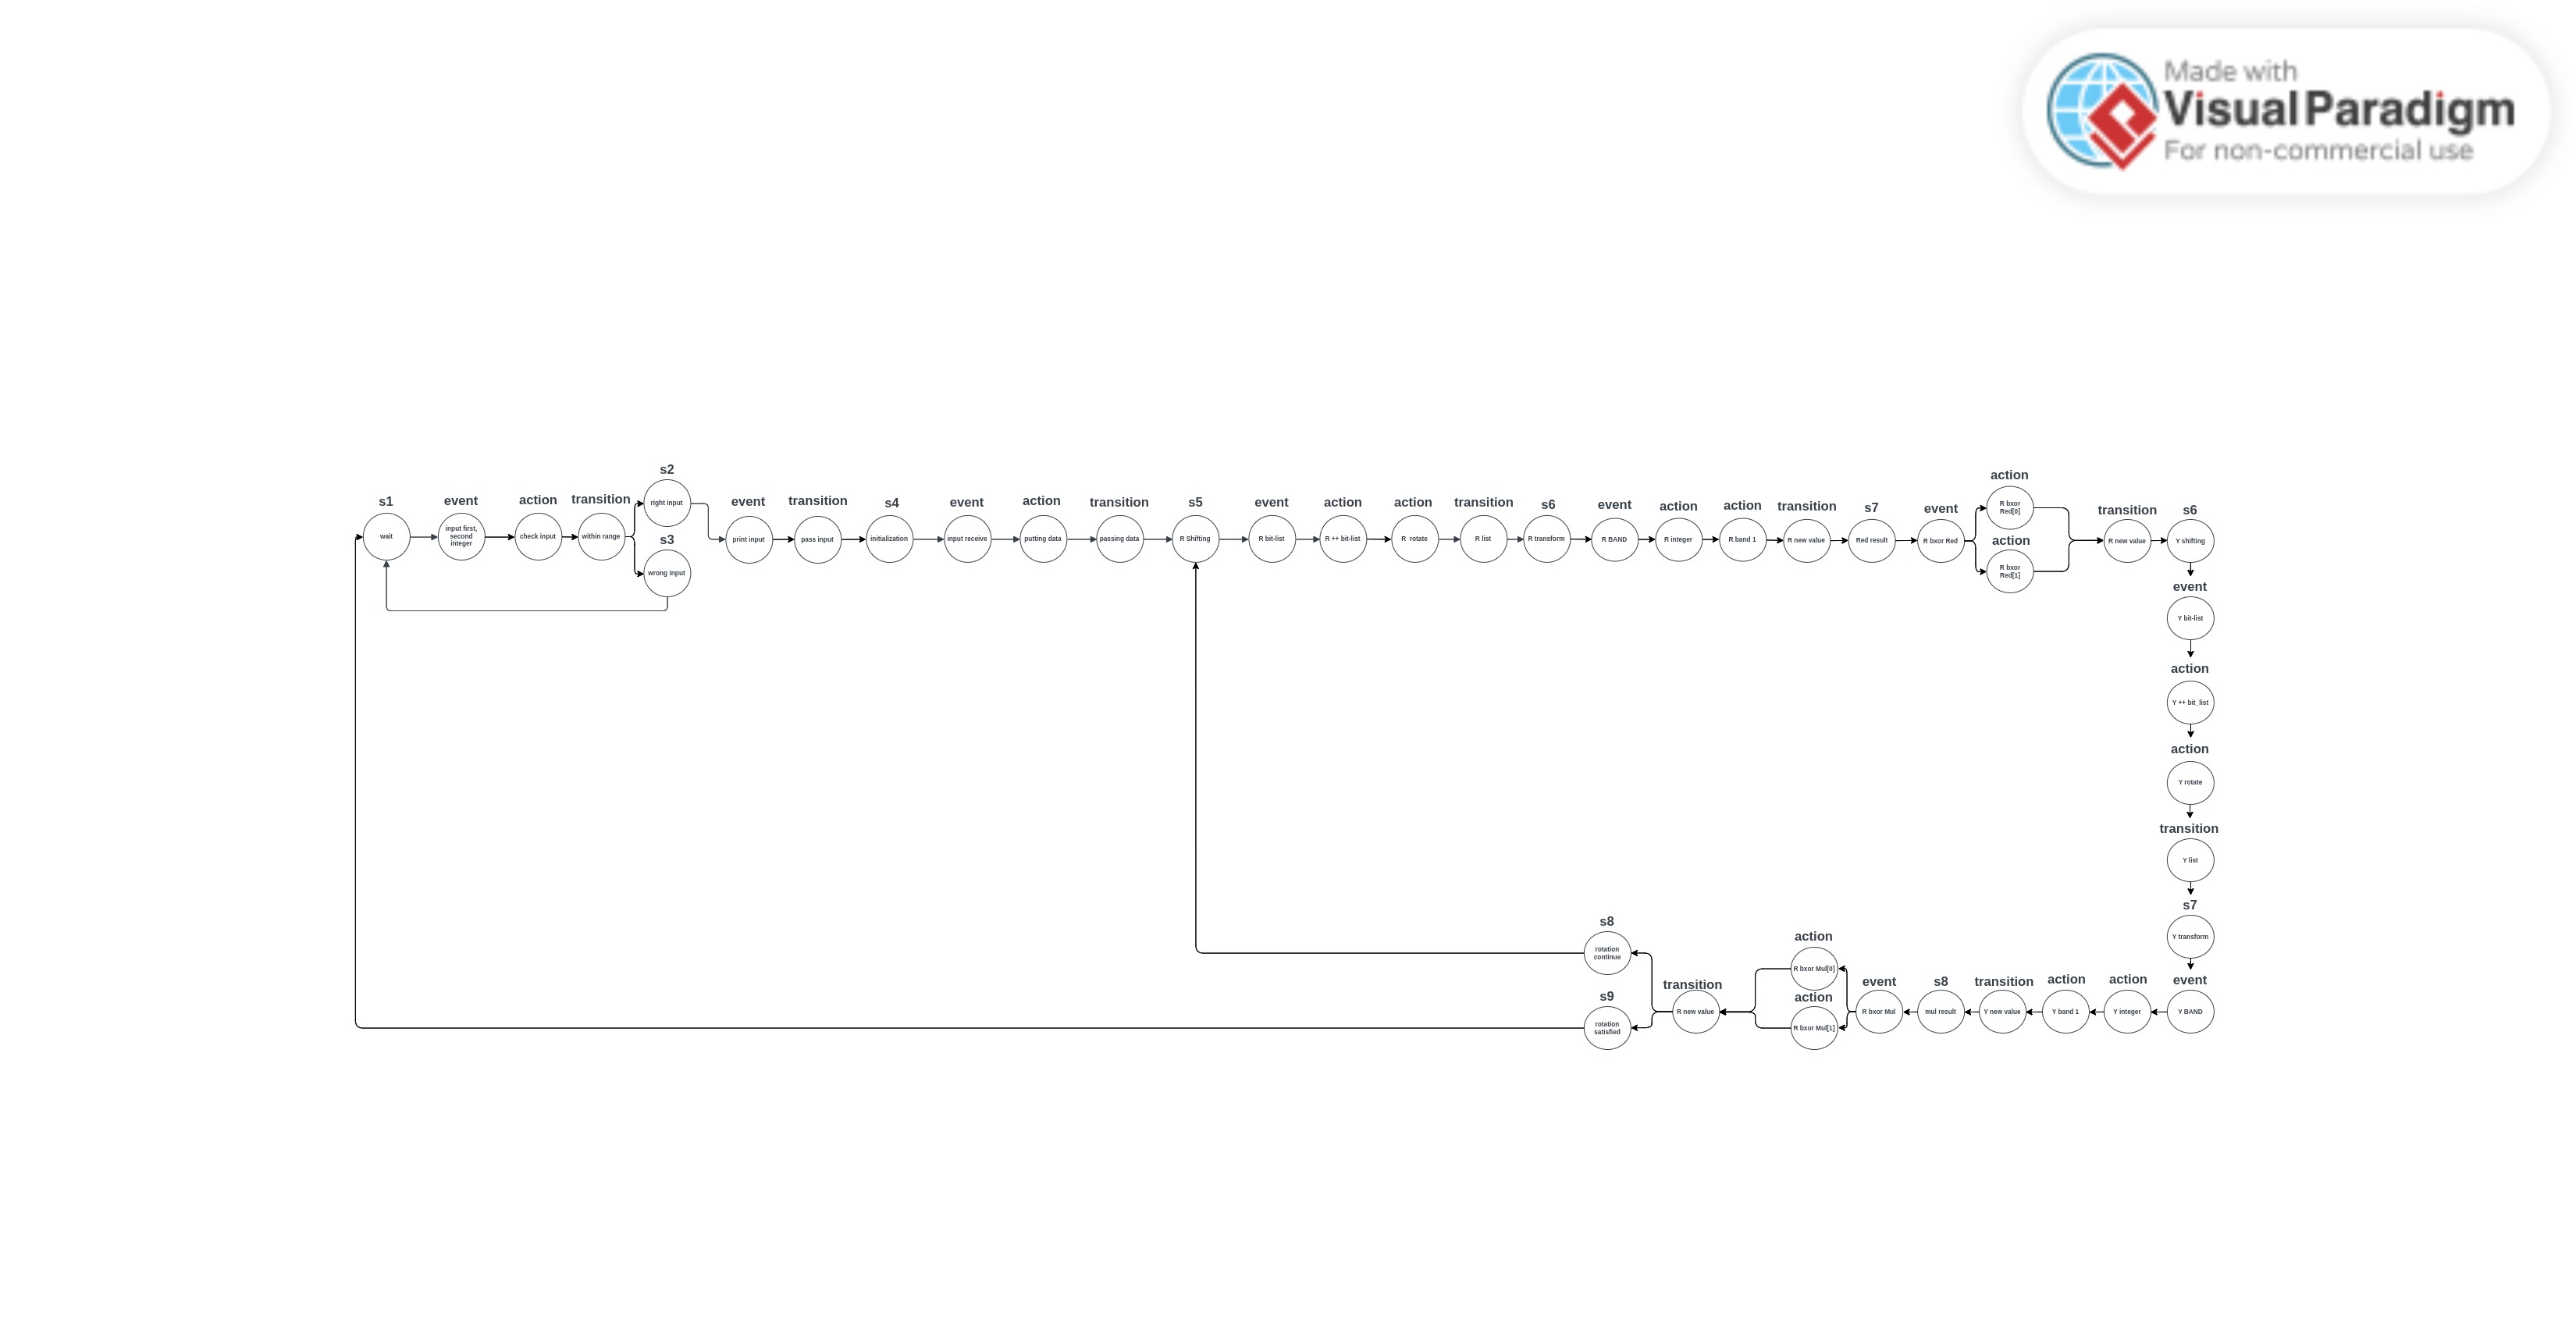 Made with
Visual Paradigm
For non-commercial use
s1
wait
event
input first,
second
integer
action
check input
transition
within range
s2
right input
s3
wrong input
event
print input
transition
pass input
s4
initialization
event
input receive
action
putting data
transition
passing data
s5
R Shifting
event
R bit-list
action
R ++ bit-list
action
R rotate
transition
R list
s6
R transform
event
R BAND
action
R integer
action
R band 1
transition
R new value
s7
Red result
event
R bxor Red
action
R bxor
Red[0]
action
R bxor
Red[1]
transition
R new value
s6
Y shifting
event
Y bit-list
action
Y ++ bit_list
action
Y rotate
transition
Y list
s7
Y transform
event
Y BAND
action
Y integer
action
Y band 1
transition
Y new value
s8
mul result
event
R bxor Mul
action
R bxor Mul[0]
action
R bxor Mul[1]
transition
R new value
s8
rotation
continue
s9
rotation
satisfied